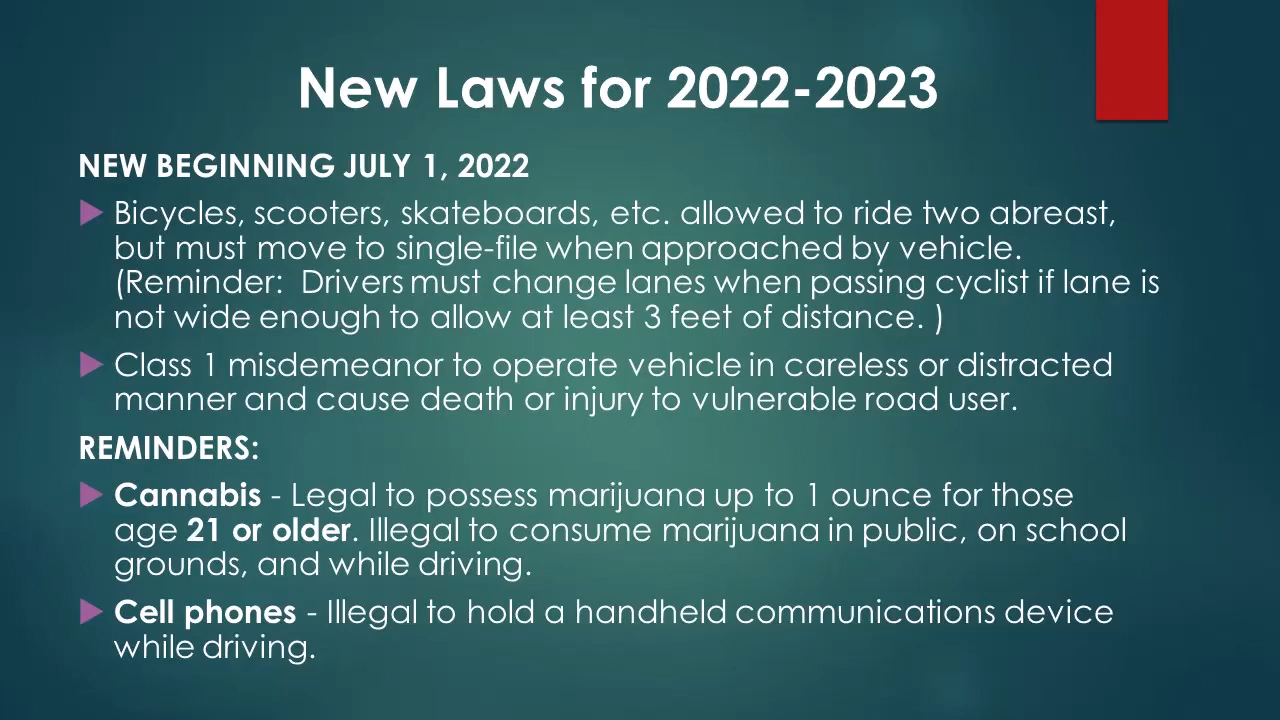 New Laws for 2022-2023
NEW BEGINNING JULY 1, 2022
Bicycles, scooters, skateboards, etc. allowed to ride two abreast,
but must move to single-file when approached by vehicle.
(Reminder:  Drivers must change lanes when passing cyclist if lane is
not wide enough to allow at least 3 feet of distance. )
Class 1 misdemeanor to operate vehicle in careless or distracted
manner and cause death or injury to vulnerable road user.
REMINDERS:
Cannabis - Legal to possess marijuana up to 1 ounce for those
age 21 or older. Illegal to consume marijuana in public, on school
grounds, and while driving.
Cell phones - Illegal to hold a handheld communications device
while driving.